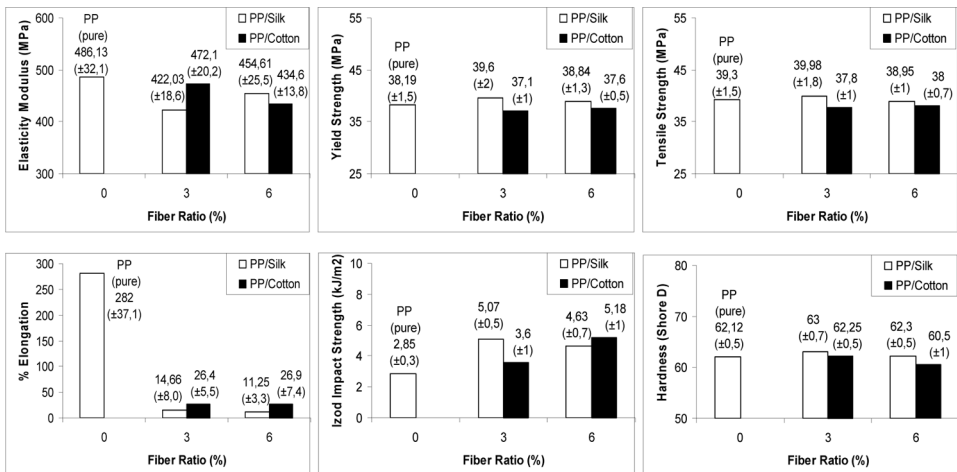 Elasticity Modulus (MPa)
600
500
400
300
PP
(pure)
486,13
(±32,1)
422,03
(±18,6)
472,1
(±20,2)
454,61
(±25,5)
434,6
(±13,8)
PP/Silk
PP/Cotton
0
3
6
Fiber Ratio (%)
Yield Strength (MPa)
55
45
35
25
PP
(pure)
38,19
(±1,5)
39,6
(±2)
37,1
(±1)
38,84
(±1,3)
37,6
(±0,5)
PP/Silk
PP/Cotton
0
3
6
Fiber Ratio (%)
Tensile Strength (MPa)
55
45
35
25
PP
(pure)
39,3
(±1,5)
39,98
(±1,8)
37,8
(±1)
38,95
(±1)
38
(±0,7)
PP/Silk
PP/Cotton
0
3
6
Fiber Ratio (%)
% Elongation
300
250
200
150
100
50
0
PP
(pure)
282
(±37,1)
14,66
(±8,0)
26,4
(±5,5)
11,25
(±3,3)
26,9
(±7,4)
PP/Silk
PP/Cotton
0
3
6
Fiber Ratio (%)
Izod Impact Strength (kJ/m2)
10
8
6
4
2
0
PP
(pure)
2,85
(±0,3)
5,07
(±0,5)
3,6
(±1)
4,63
(±0,7)
5,18
(±1)
PP/Silk
PP/Cotton
0
3
6
Fiber Ratio (%)
Hardness (Shore D)
80
70
60
50
PP
(pure)
62,12
(±0,5)
63
(±0,7)
62,25
(±0,5)
62,3
(±0,5)
60,5
(±1)
PP/Silk
PP/Cotton
0
3
6
Fiber Ratio (%)